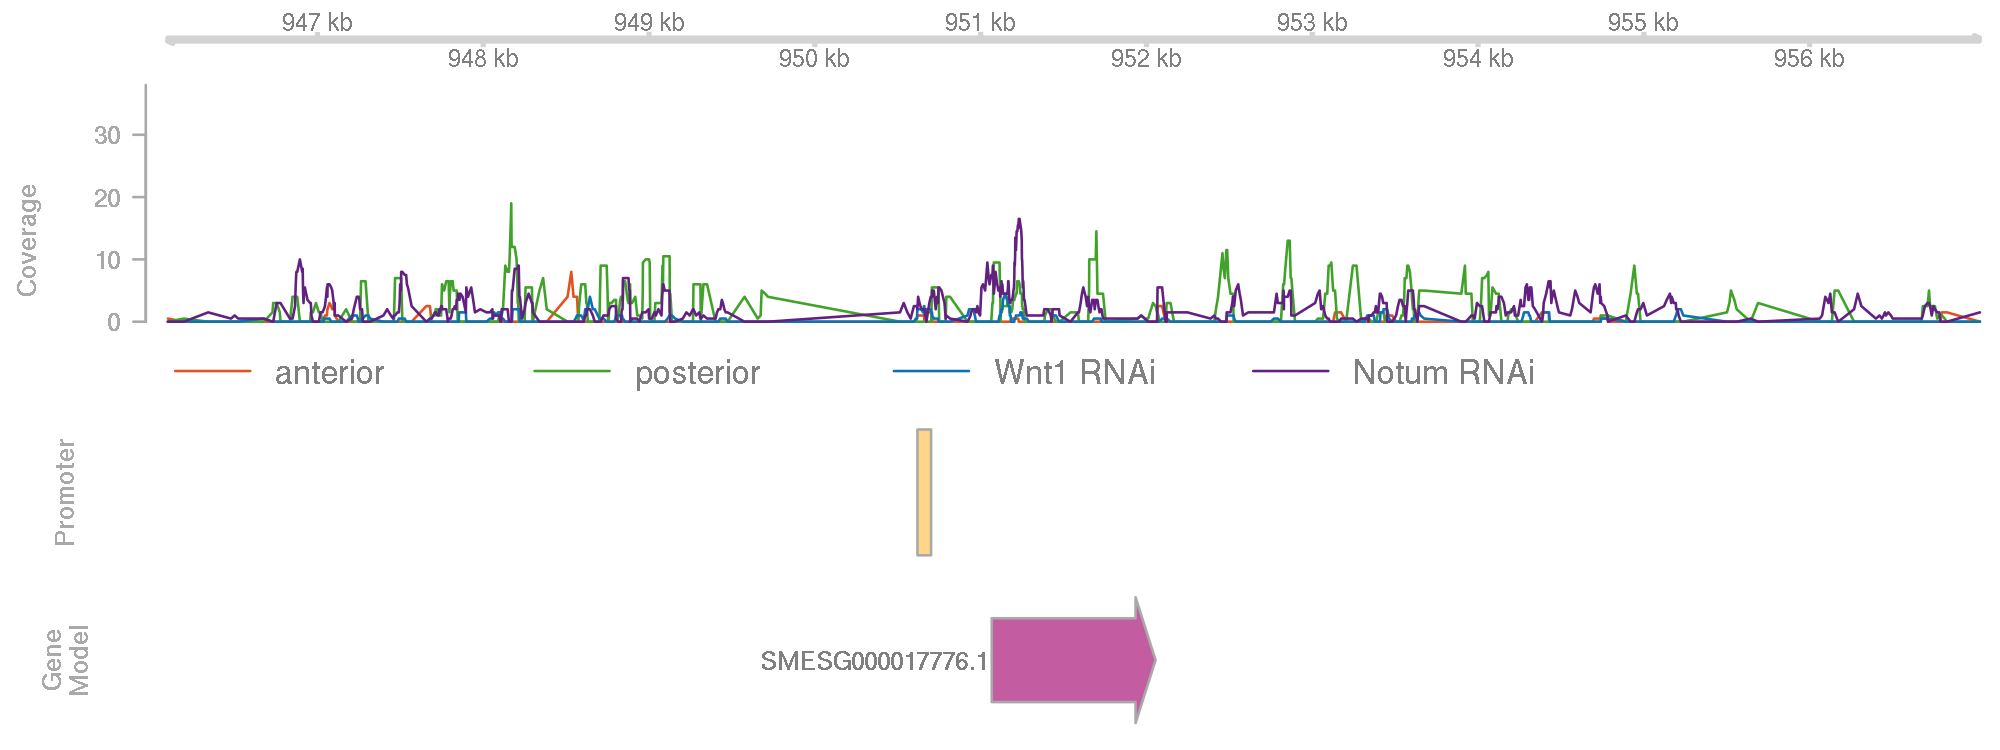 947 kb 949 kb 951 kb 953 kb 955 kb
948 kb 950 kb 952 kb 954 kb 956 kb
Coverage
30
20
10
0
anterior posterior Wnt1 RNAi Notum RNAi
Promoter
Gene
Model
SMESG000017776.1